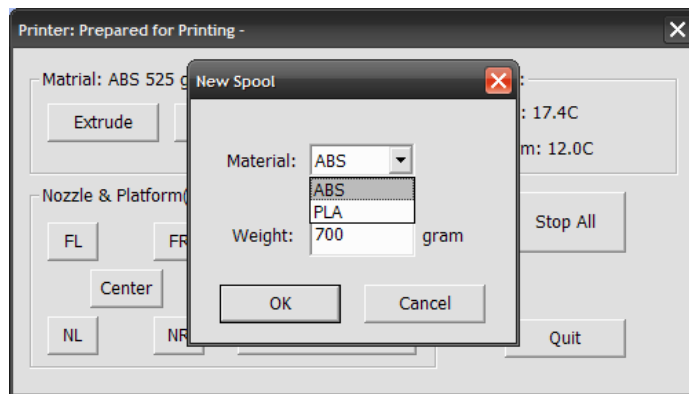 Printer: Prepared for Printing -
Matrial: ABS 525 g
New Spool
:
Extrude
: 17.4C
Material: ABS
m: 12.0C
ABS
Nozzle & Platform(
PLA
Weight: 700 gram
Stop All
FL
FR
Center
OK
Cancel
NL
NR
Quit